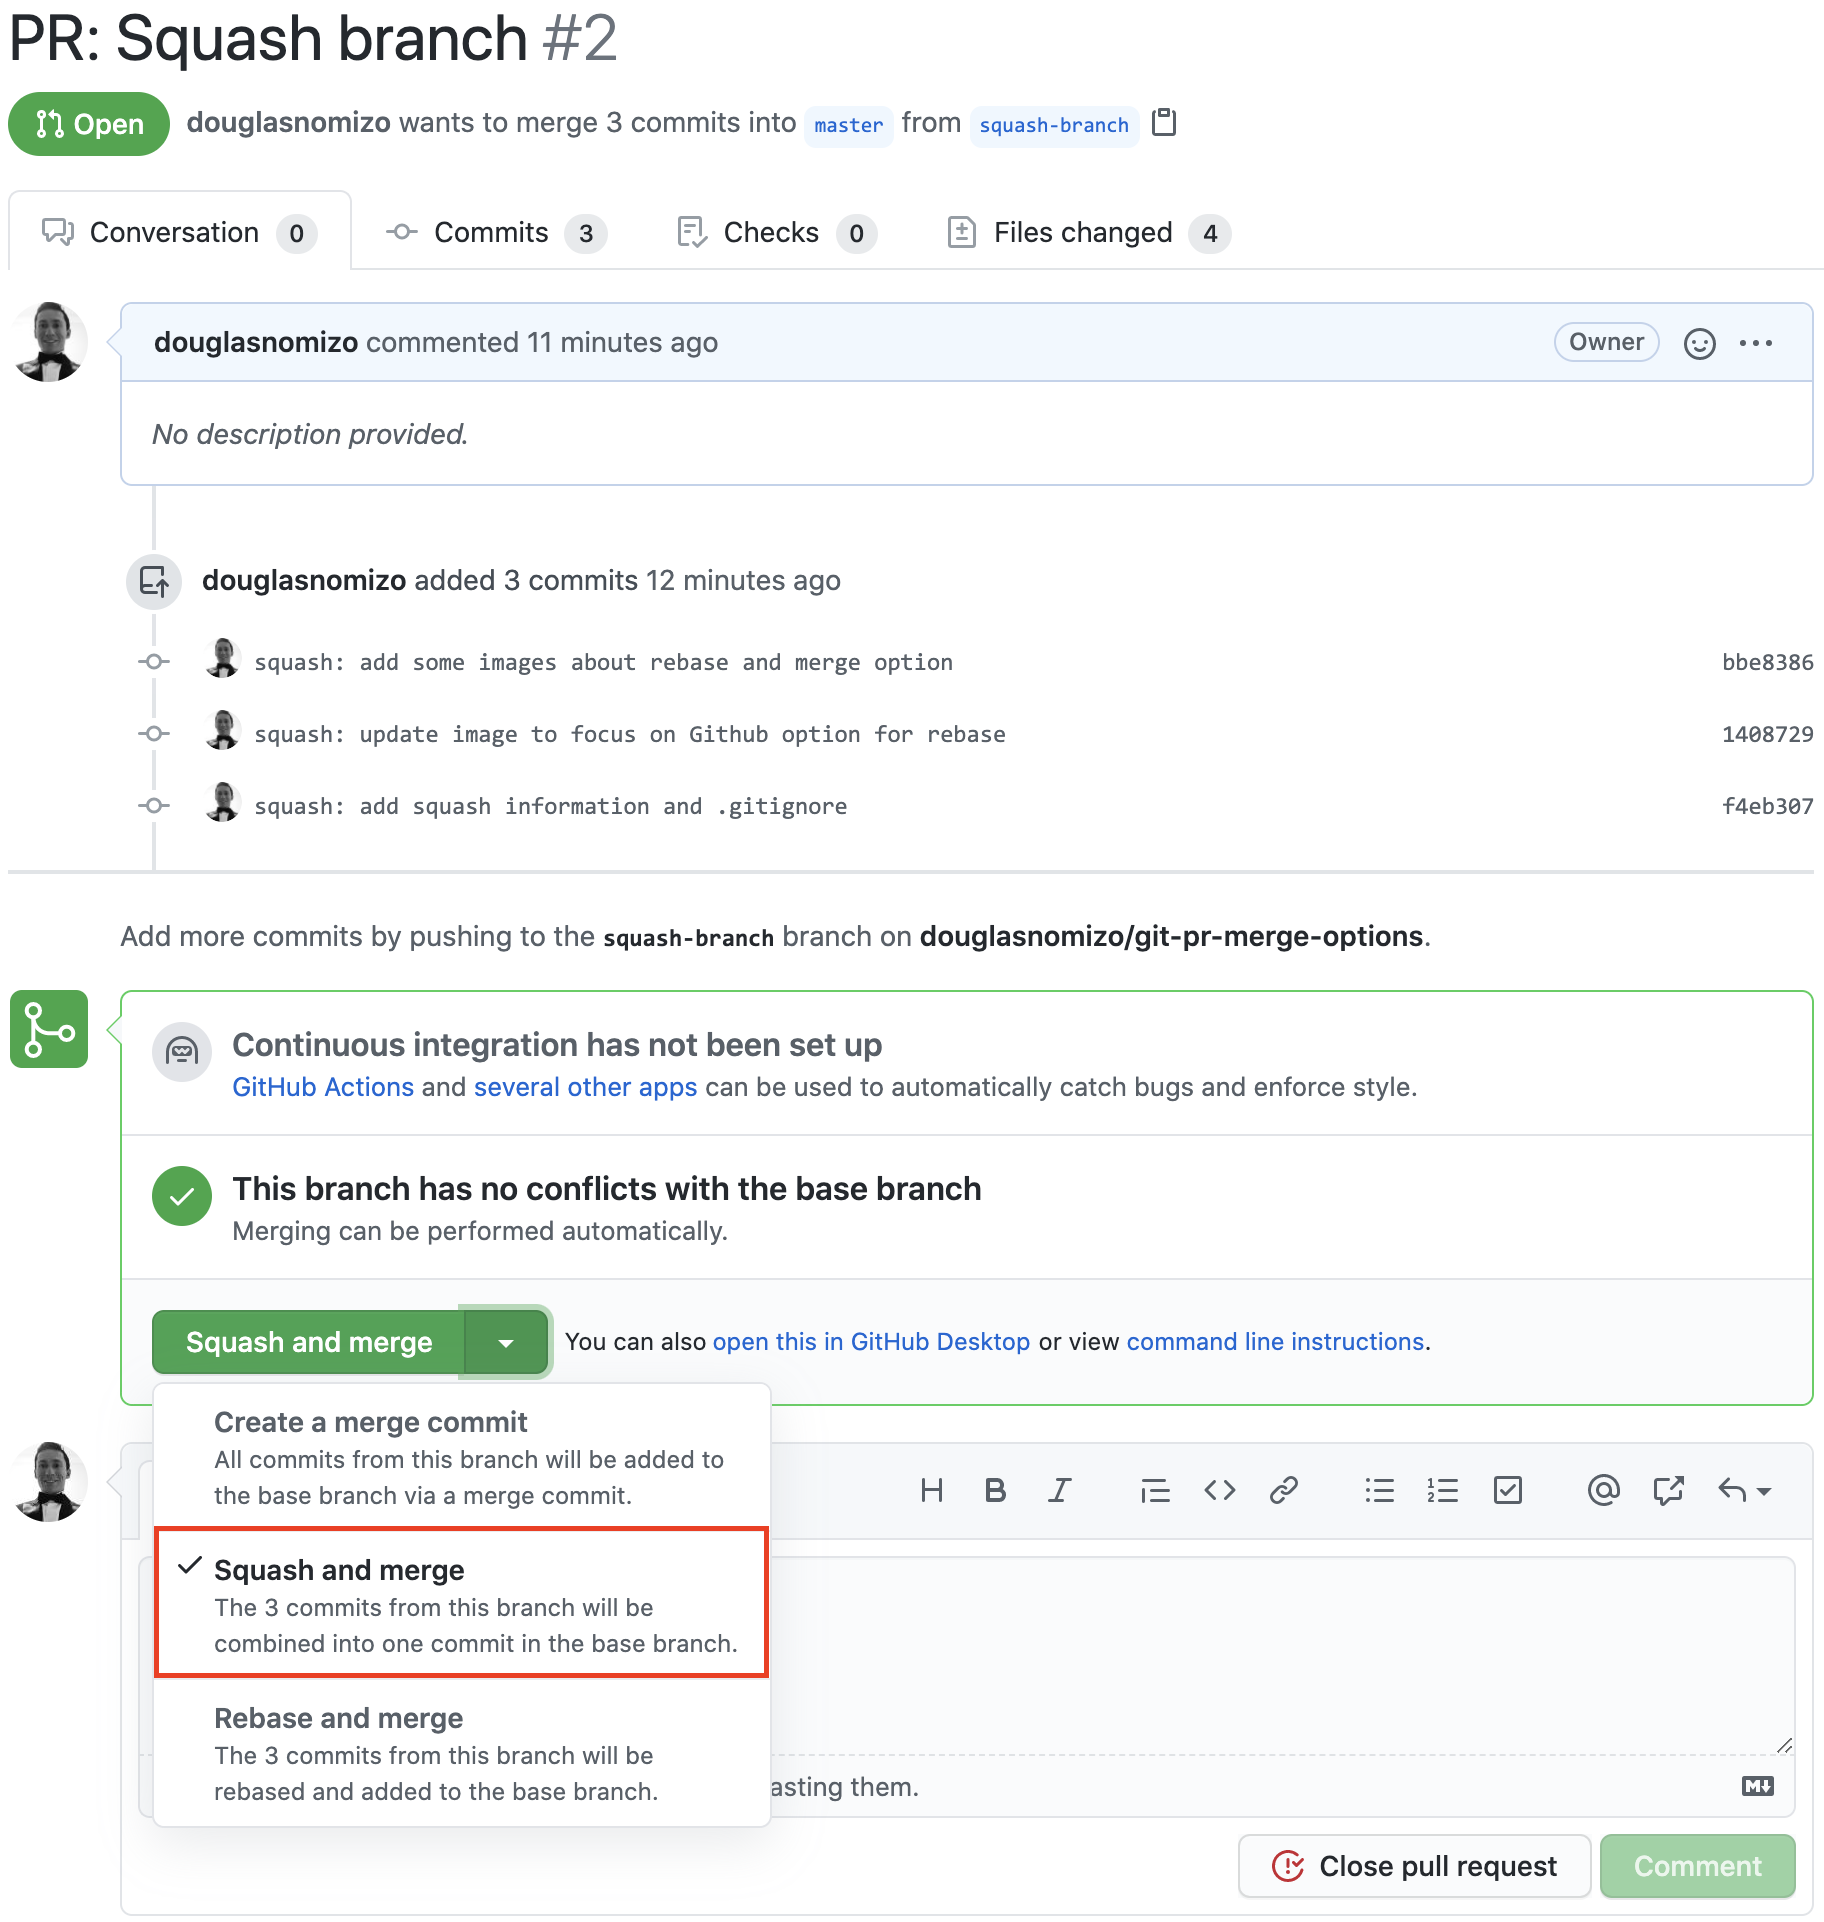 PR: Squash branch #2
Open douglasnomizo wants to merge 3 commits into master from squash-branch
Conversation 0 Commits 3 Checks 0 Files changed 4
douglasnomizo commented 11 minutes ago Owner
No description provided.
douglasnomizo added 3 commits 12 minutes ago
squash: add some images about rebase and merge option bbe8386
squash: update image to focus on Github option for rebase 1408729
squash: add squash information and .gitignore f4eb307
Add more commits by pushing to the squash-branch branch on douglasnomizo/git-pr-merge-options.
Continuous integration has not been set up
GitHub Actions and several other apps can be used to automatically catch bugs and enforce style.
This branch has no conflicts with the base branch
Merging can be performed automatically.
Squash and merge You can also open this in GitHub Desktop or view command line instructions.
Create a merge commit
All commits from this branch will be added to
the base branch via a merge commit.
Squash and merge
The 3 commits from this branch will be
combined into one commit in the base branch.
Rebase and merge
The 3 commits from this branch will be
rebased and added to the base branch.
asting them.
Close pull request Comment